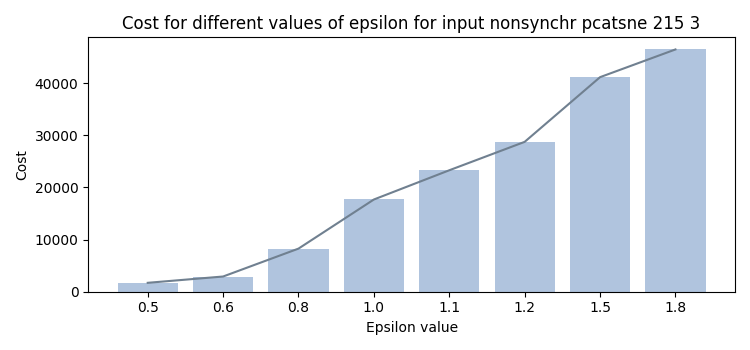 Cost for different values of epsilon for input nonsynchr pcatsne 215 3
40000
30000
20000
10000
0
Cost
0.5 0.6 0.8 1.0 1.1 1.2 1.5 1.8
Epsilon value